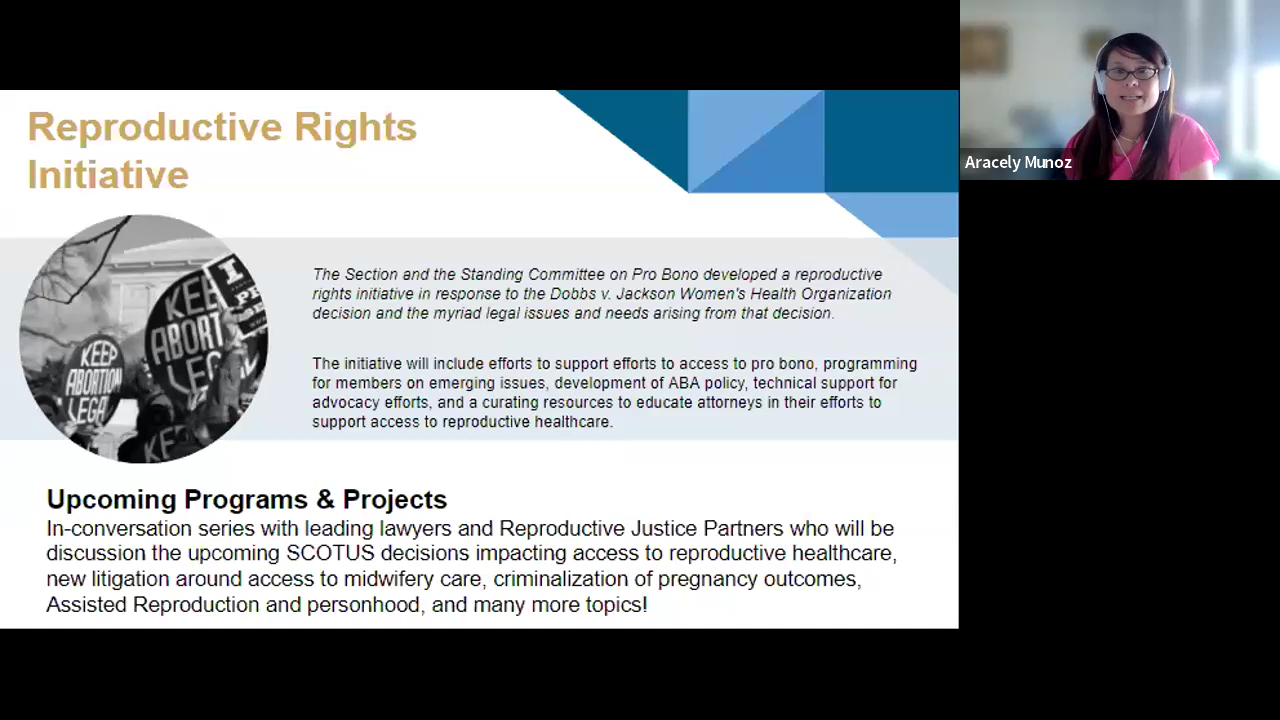 Reproductive Rights
Initiative
Aracely Munoz
The Section and the Standing Committee on Pro Bono developed a reproductive
rights initiative in response to the Dobbs v. Jackson Women's Health Organization
decision and the myriad legal issues and needs arising from that decision.
The initiative will include efforts to support efforts to access to pro bono, programming
for members on emerging issues, development of ABA policy, technical support for
advocacy efforts, and a curating resources to educate attorneys in their efforts to
support access to reproductive healthcare.
KEEP
ABORTION
LEGA
Upcoming Programs & Projects
In-conversation series with leading lawyers and Reproductive Justice Partners who will be
discussion the upcoming SCOTUS decisions impacting access to reproductive healthcare,
new litigation around access to midwifery care, criminalization of pregnancy outcomes,
Assisted Reproduction and personhood, and many more topics!